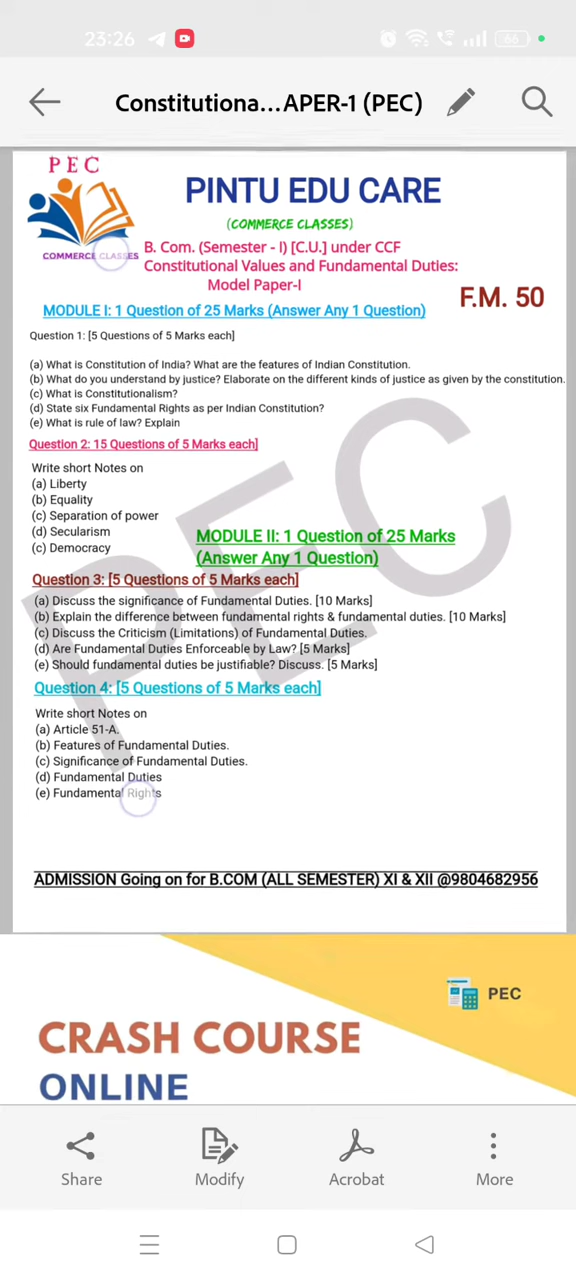 23:26
66
Constitutiona...APER-1 (PEC)
PEC
COMMERCE CLASSES
PINTU EDU CARE
(COMMERCE CLASSES)
B. Com. (Semester - I) [C.U.] under CCF
Constitutional Values and Fundamental Duties:
Model Paper-I
F.M. 50
MODULE I: 1 Question of 25 Marks (Answer Any 1 Question)
Question 1: [5 Questions of 5 Marks each]
(a) What is Constitution of India? What are the features of Indian Constitution.
(b) What do you understand by justice? Elaborate on the different kinds of justice as given by the constitution.
(c) What is Constitutionalism?
(d) State six Fundamental Rights as per Indian Constitution?
(e) What is rule of law? Explain
Question 2: 15 Questions of 5 Marks each]
Write short Notes on
(a) Liberty
(b) Equality
(c) Separation of power
(d) Secularism
(c) Democracy
MODULE II: 1 Question of 25 Marks
(Answer Any 1 Question)
Question 3: [5 Questions of 5 Marks each]
(a) Discuss the significance of Fundamental Duties. [10 Marks]
(b) Explain the difference between fundamental rights & fundamental duties. [10 Marks]
(c) Discuss the Criticism (Limitations) of Fundamental Duties.
(d) Are Fundamental Duties Enforceable by Law? [5 Marks]
(e) Should fundamental duties be justifiable? Discuss. [5 Marks]
Question 4: [5 Questions of 5 Marks each]
Write short Notes on
(a) Article 51-A.
(b) Features of Fundamental Duties.
(c) Significance of Fundamental Duties.
(d) Fundamental Duties
(e) Fundamental Rights
PEC
ADMISSION Going on for B.COM (ALL SEMESTER) XI & XII @9804682956
PEC
CRASH COURSE
ONLINE
Share
Modify
Acrobat
More